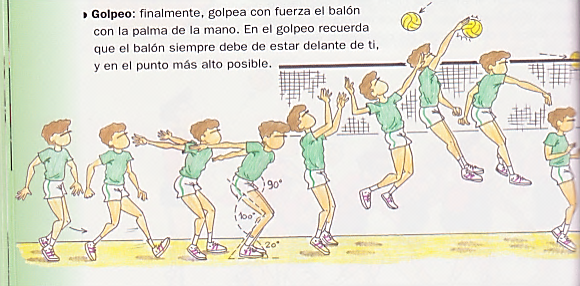 ▸ Golpeo: finalmente, golpea con fuerza el balón
con la palma de la mano. En el golpeo recuerda
que el balón siempre debe de estar delante de ti,
y en el punto más alto posible.
90°
100°
20°